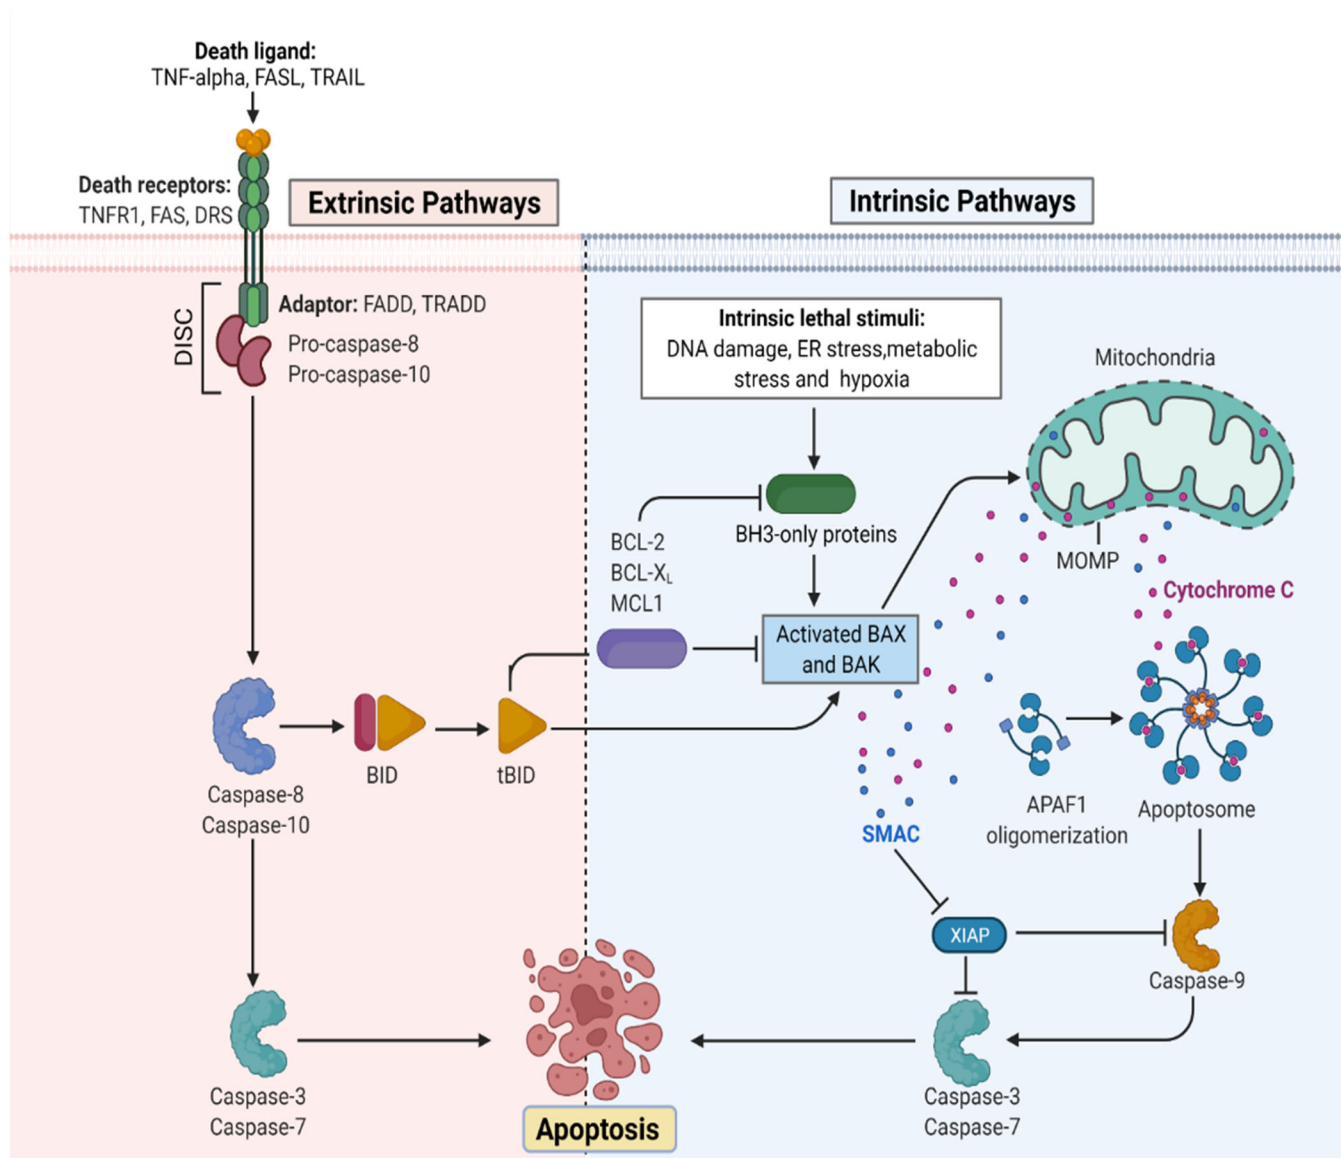 Death ligand:
TNF-alpha, FASL, TRAIL
Death receptors:
TNFR1, FAS, DRS
Extrinsic Pathways
Intrinsic Pathways
DISC
Adaptor: FADD, TRADD
Pro-caspase-8
Pro-caspase-10
Intrinsic lethal stimuli:
DNA damage, ER stress,metabolic
stress and hypoxia
Mitochondria
BH3-only proteins
BCL-2
BCL-XL
MCL1
MOMP
Cytochrome C
Activated BAX
and BAK
BID
tBID
Caspase-8
Caspase-10
SMAC
APAF1
oligomerization
Apoptosome
XIAP
Caspase-9
Caspase-3
Caspase-7
Caspase-3
Caspase-7
Apoptosis